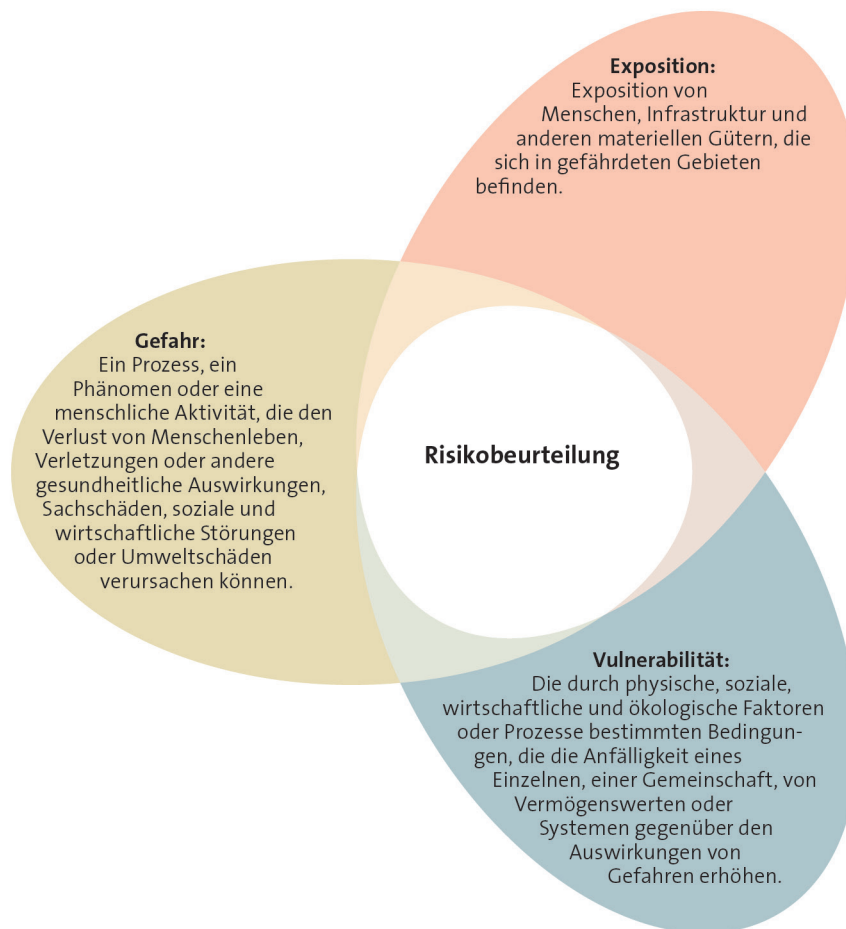 Exposition:
Exposition von
Menschen, Infrastruktur und
anderen materiellen Gütern, die
sich in gefährdeten Gebieten
befinden.
Gefahr:
Ein Prozess, ein
Phänomen oder eine
menschliche Aktivität, die den
Verlust von Menschenleben,
Verletzungen oder andere
gesundheitliche Auswirkungen,
Sachschäden, soziale und
wirtschaftliche Störungen
oder Umweltschäden
verursachen können.
Risikobeurteilung
Vulnerabilität:
Die durch physische, soziale,
wirtschaftliche und ökologische Faktoren
oder Prozesse bestimmten Bedingun-
gen, die die Anfälligkeit eines
Einzelnen, einer Gemeinschaft, von
Vermögenswerten oder
Systemen gegenüber den
Auswirkungen von
Gefahren erhöhen.